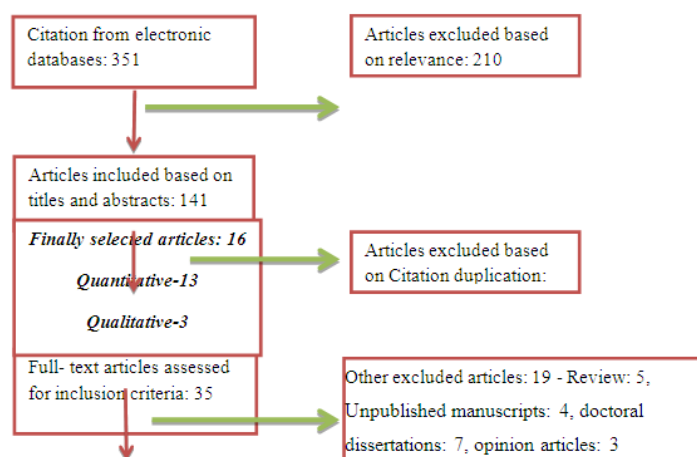 Citation from electronic
databases: 351
Articles excluded based
on relevance: 210
Articles included based on
titles and abstracts: 141
Finally selected articles: 16
Quantitative-13
Qualitative-3
Articles excluded based
on Citation duplication:
Full- text articles assessed
for inclusion criteria: 35
Other excluded articles: 19 - Review: 5,
Unpublished manuscripts: 4, doctoral
dissertations: 7, opinion articles: 3